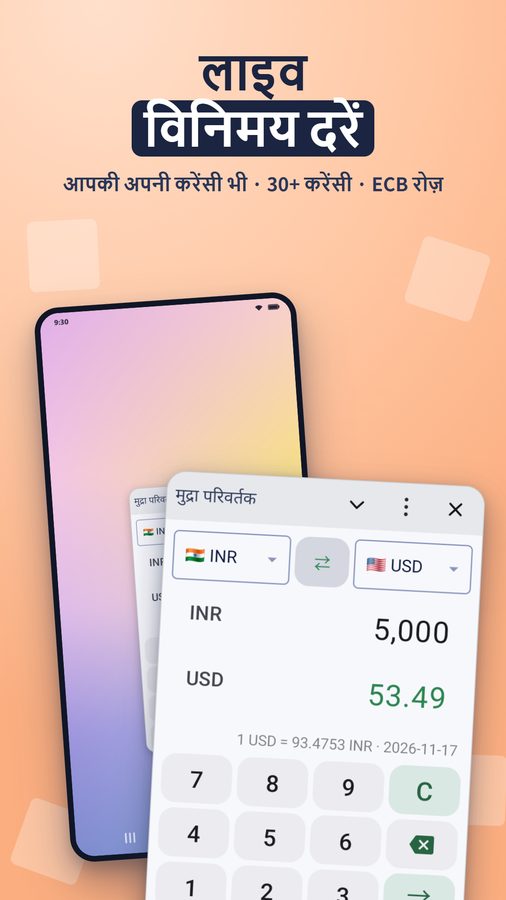 लाइव
विनिमय दरें
आपकी अपनी करेंसी भी · 30+ करेंसी · ECB रोज़
9:30
मुद्रा परिवर्तक
INR
USD
INR
5,000
USD
53.49
1 USD = 93.4753 INR · 2026-11-17
7 8 9 C
4 5 6
1 2 3